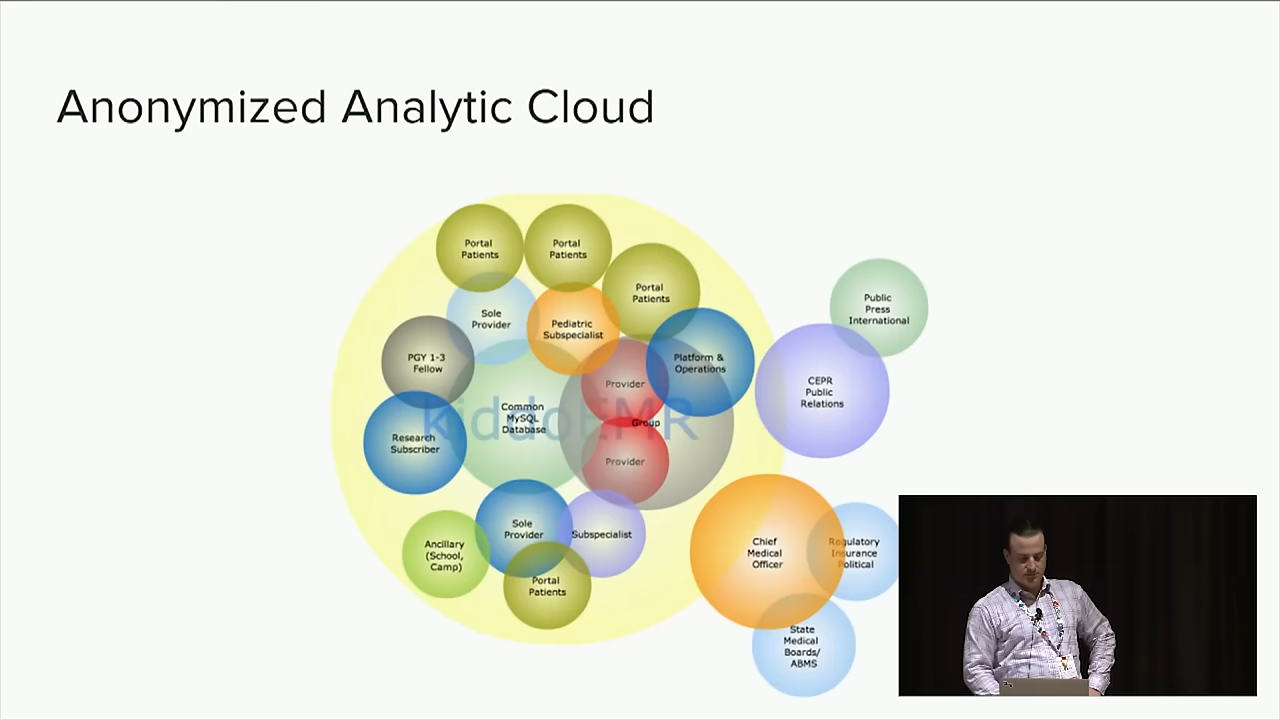 Anonymized Analytic Cloud
Portal
Patients
Portal
Patients
Portal
Patients
Sole
Provider
Pediatric
Subspecialist
PGY 1-3
Fellow
Platform &
Operations
Provider
Common
MySQL
Database
kiddoEMR
Group
Research
Subscriber
Provider
Sole
Provider
Subspecialist
Ancillary
(School,
Camp)
Portal
Patients
Public
Press
International
CEPR
Public
Relations
Chief
Medical
Officer
Regulatory
Insurance
Political
State
Medical
Boards/
ABMS